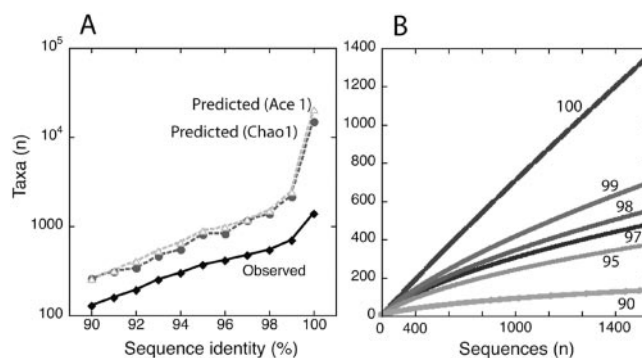 A
B
10^5
10^4
1000
100
Taxa (n)
Predicted (Ace 1)
Predicted (Chao1)
Observed
90 92 94 96 98 100
Sequence identity (%)
1400
1200
1000
800
600
400
200
0
100
99
98
97
95
90
0 400 1000 1400
Sequences (n)